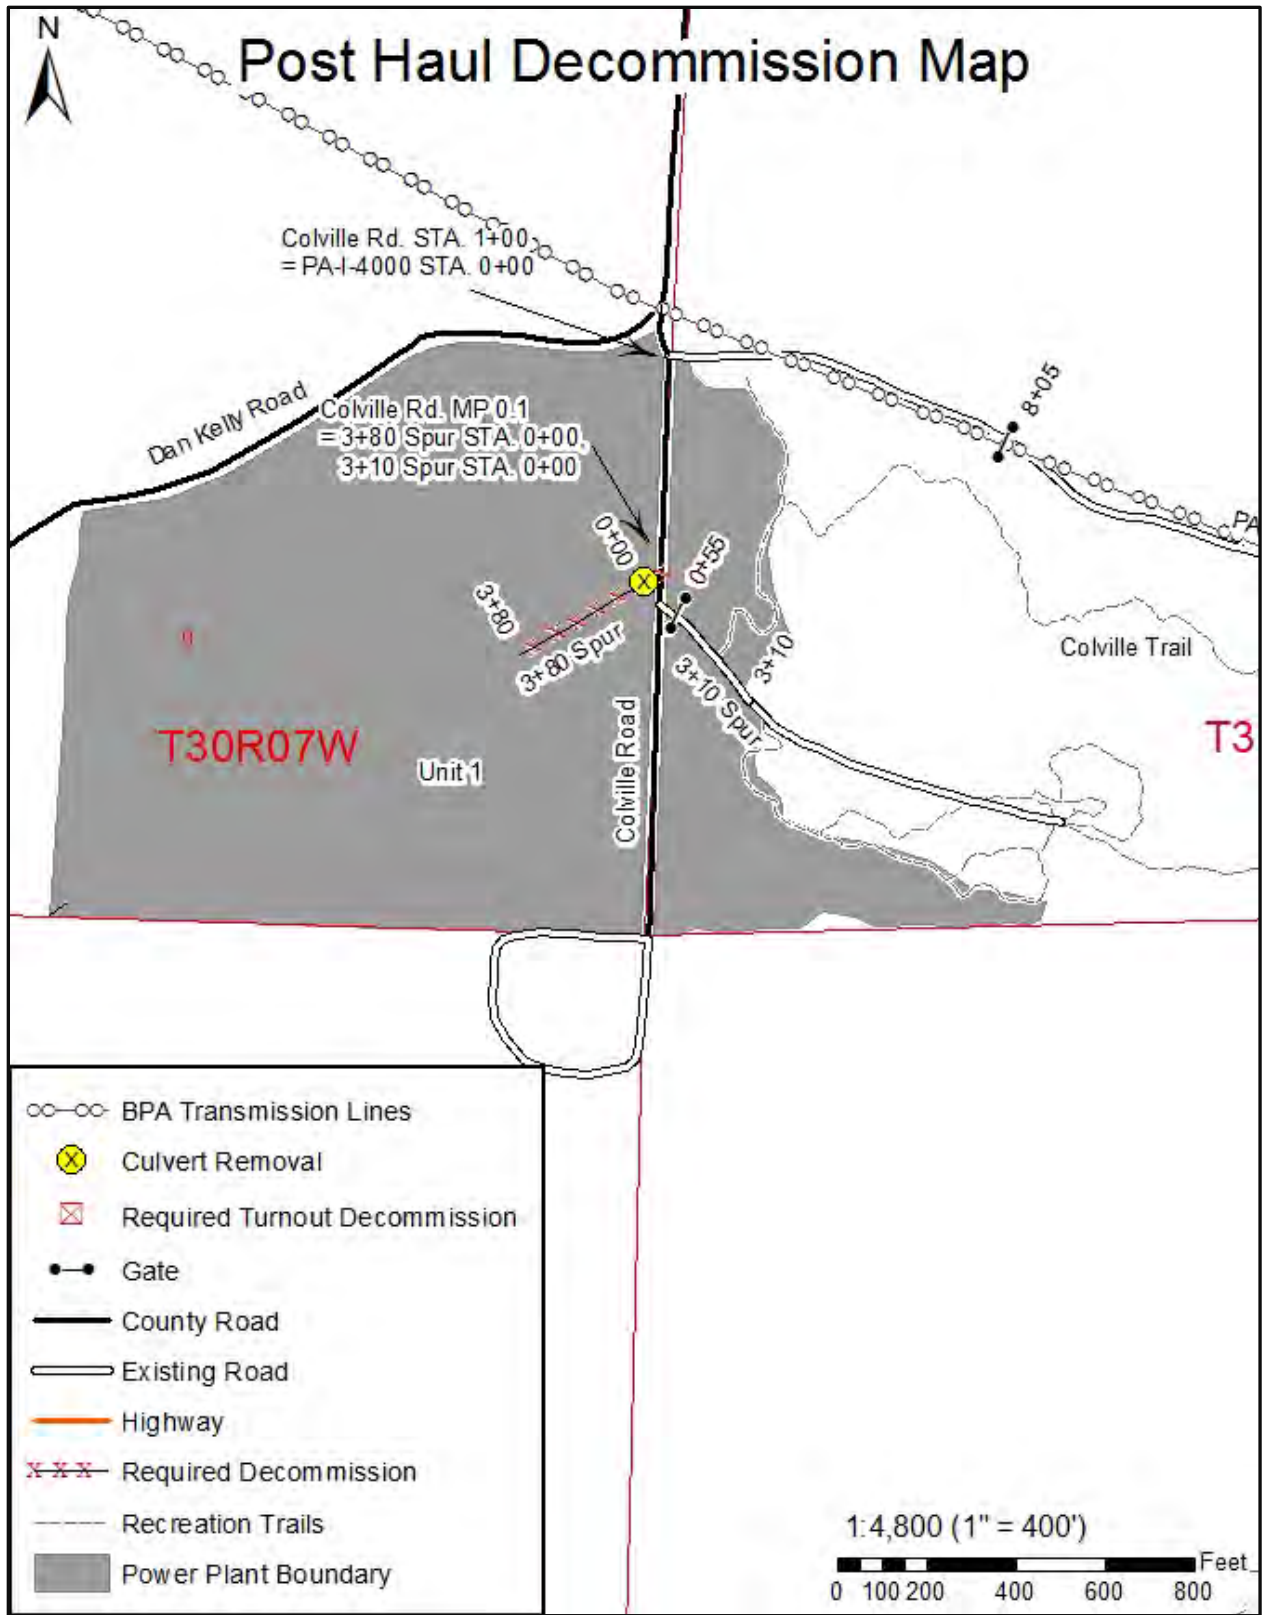 N
Post Haul Decommission Map
Colville Rd. STA. 1+00
= PA-I-4000 STA. 0+00
8+05
Dan Kelly Road
Colville Rd. MP 0.1
= 3+80 Spur STA. 0+00,
3+10 Spur STA. 0+00
PA
0+00
X
0+55
3+80
3+80 Spur
3+10
3+10 Spur
Colville Trail
T30R07W
T3
Unit 1
Colville Road
BPA Transmission Lines
X Culvert Removal
Required Turnout Decommission
Gate
County Road
Existing Road
Highway
X X X Required Decommission
Recreation Trails
Power Plant Boundary
1:4,800 (1" = 400')
Feet
0 100 200 400 600 800